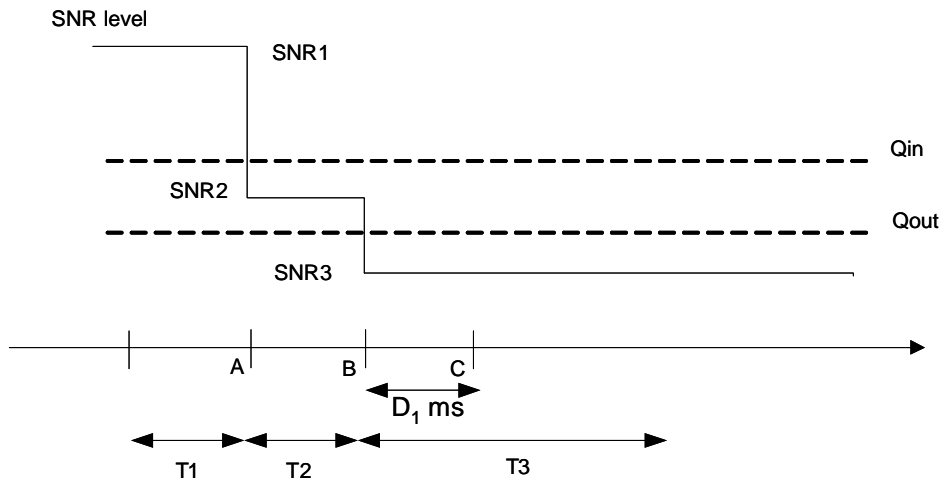 SNR level
SNR1
Qin
SNR2
Qout
SNR3
A B C
D₁ ms
T1 T2 T3